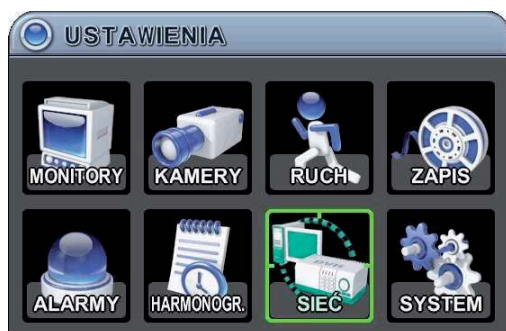 USTAWIENIA
MONITORY KAMERY RUCH ZAPIS
ALARMY HARMONOGR. SIEĆ SYSTEM